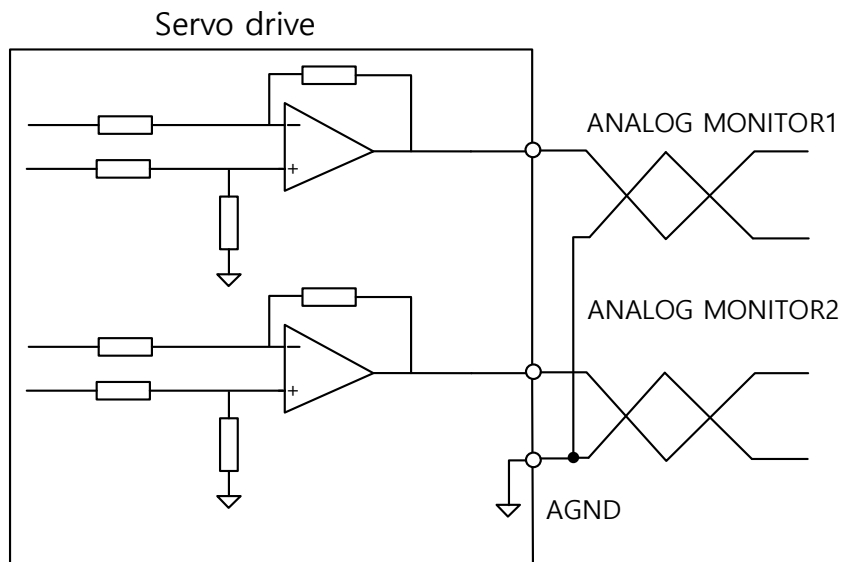 Servo drive
ANALOG MONITOR1
−
+
ANALOG MONITOR2
−
+
AGND